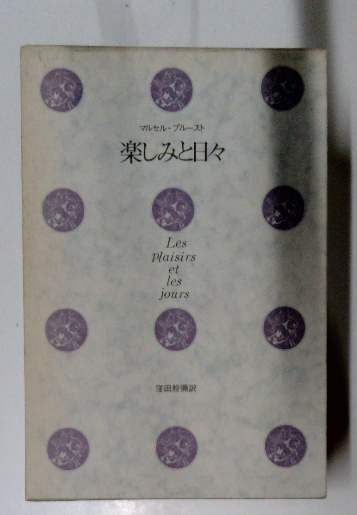 マルセル・プルースト
楽しみと日々
Les
Plaisirs
et
les
jours
窪田般彌訳